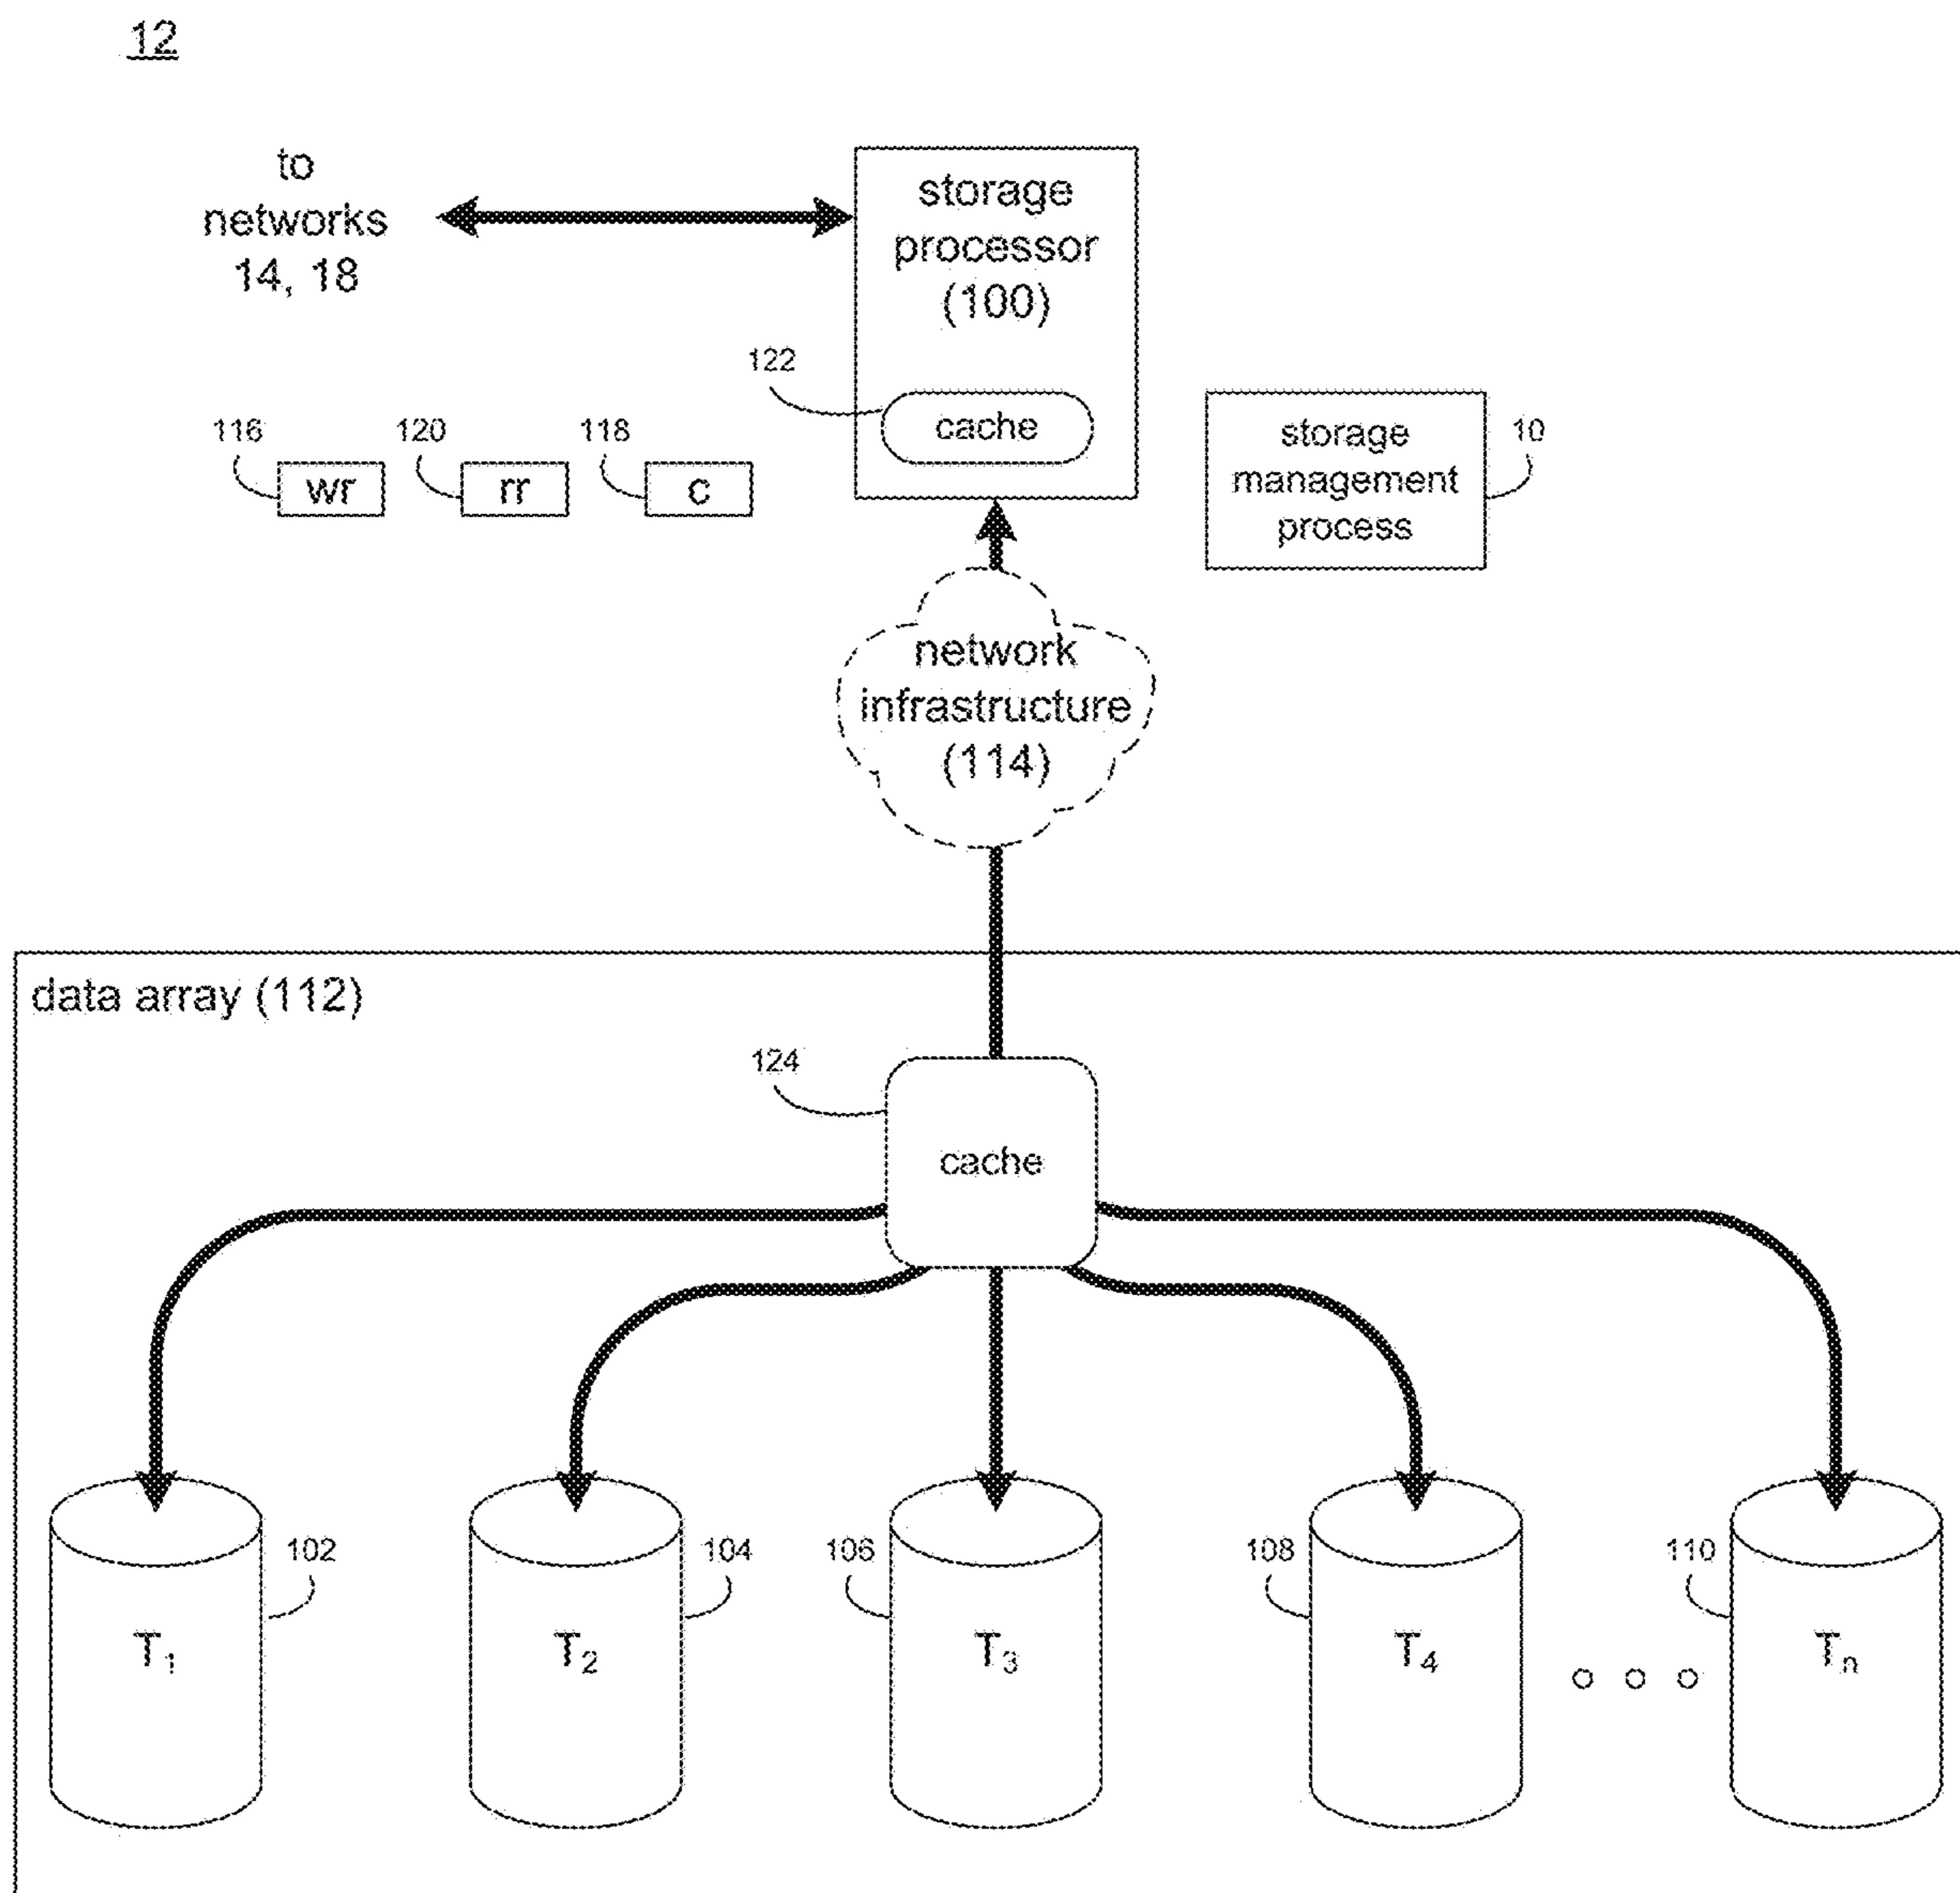 12
to
networks
14, 18
storage
processor
(100)
122
cache
116
120
118
wr
rr
c
storage
management
process
10
network
infrastructure
(114)
data array (112)
124
cache
102
104
106
108
110
T₁
T₂
T₃
T₄
Tₙ